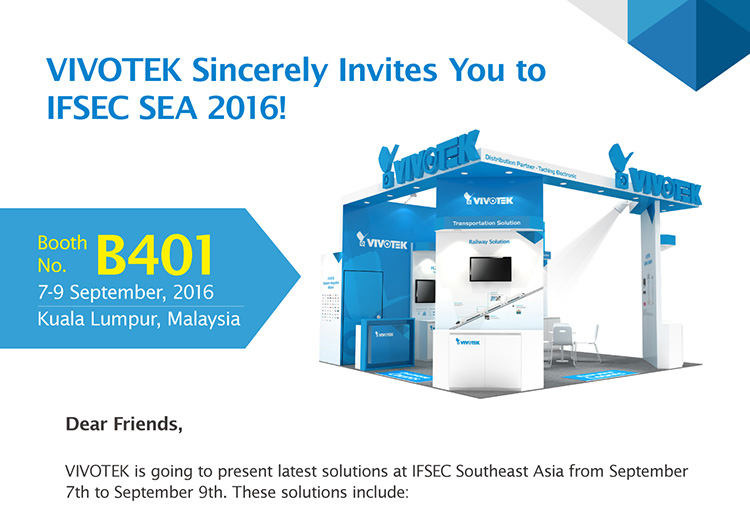 VIVOTEK Sincerely Invites You to
IFSEC SEA 2016!
Booth
No. B401
7-9 September, 2016
Kuala Lumpur, Malaysia
VIVOTEK
Distribution Partner - Taching Electronic
VIVOTEK
VIVOTEK
Transportation Solution
VIVOTEK
Railway Solution
VIVOTEK
Dear Friends,
VIVOTEK is going to present latest solutions at IFSEC Southeast Asia from September
7th to September 9th. These solutions include: